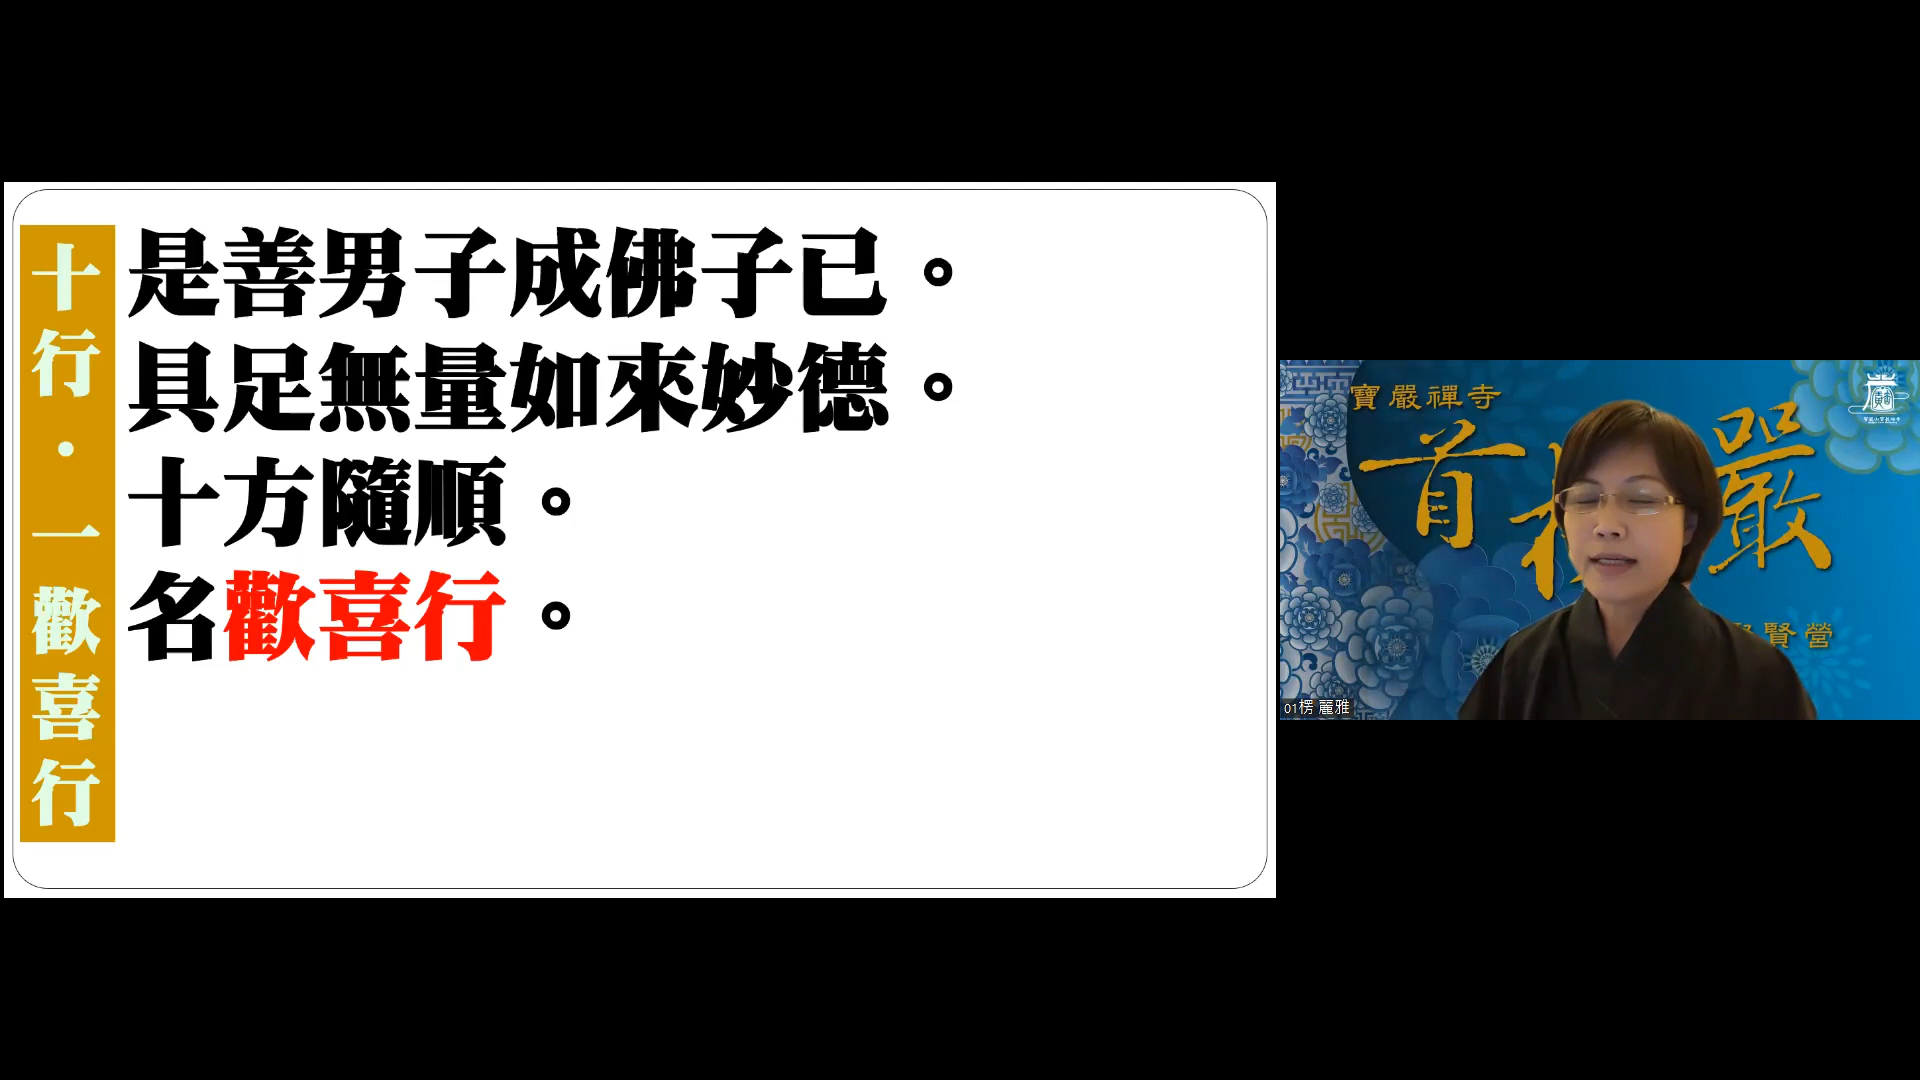 十行·一歡喜行
是善男子成佛子已。
具足無量如來妙德。
十方隨順。
名歡喜行。
寶嚴禪寺
首楞嚴
賢營
01楞 麗雅